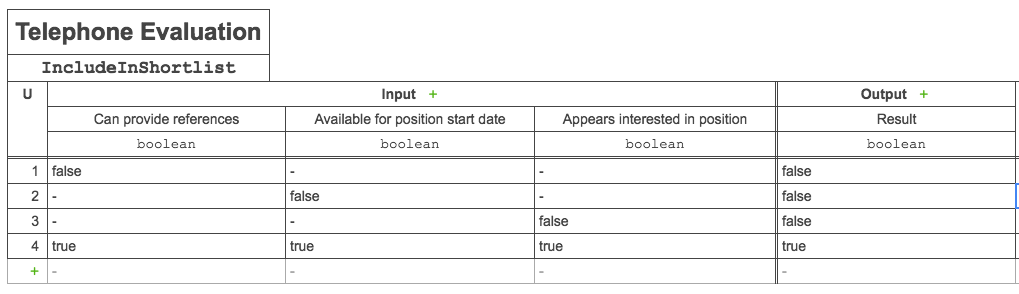 Telephone Evaluation
IncludeInShortlist
U Input + Output +
Can provide references Available for position start date Appears interested in position Result
boolean boolean boolean boolean
1 false - - false
2 - false - false
3 - - false false
4 true true true true
+ - - - -